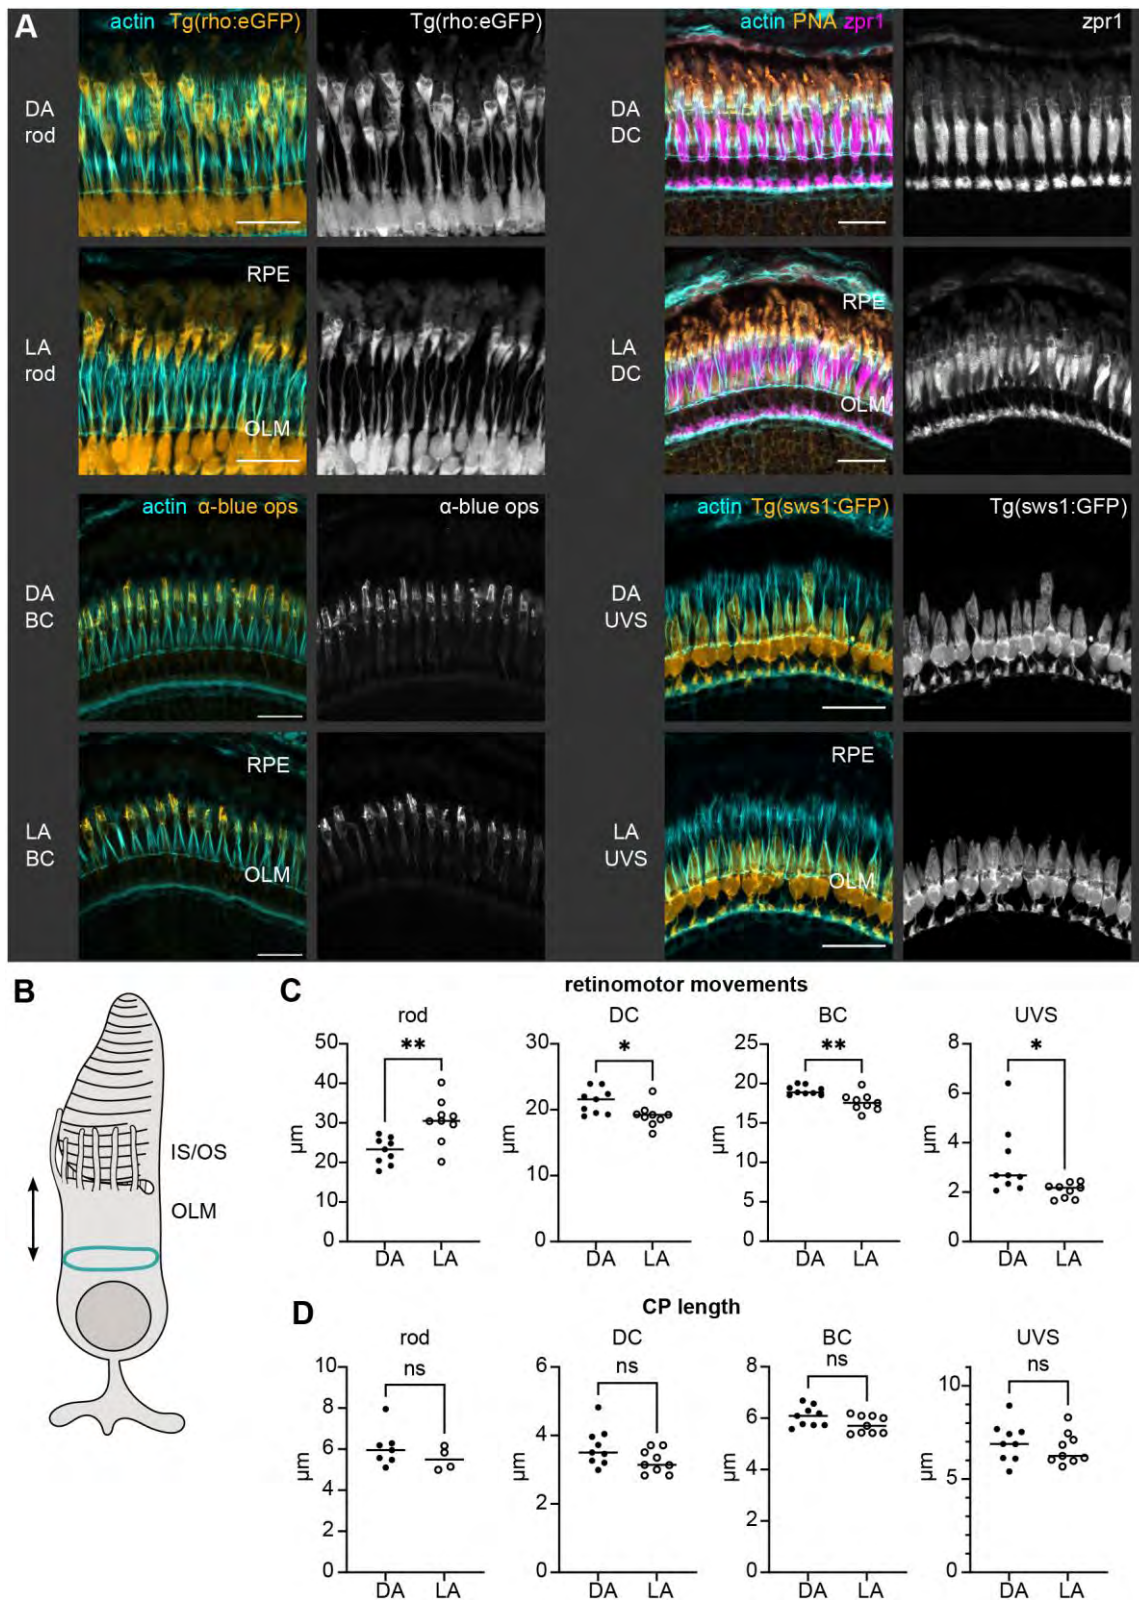 A
actin Tg(rho:eGFP)
Tg(rho:eGFP)
actin PNA zpr1
zpr1
DA
rod
DA
DC
RPE
LA
rod
OLM
RPE
LA
DC
OLM
actin α-blue ops
α-blue ops
actin Tg(sws1:GFP)
Tg(sws1:GFP)
DA
BC
DA
UVS
RPE
LA
BC
OLM
RPE
LA
UVS
OLM
B
IS/OS
OLM
C
retinomotor movements
rod
DC
BC
UVS
**
*
**
*
50
40
30
20
10
0
µm
DA LA
30
20
10
0
µm
DA LA
25
20
15
10
5
0
µm
DA LA
8
6
4
2
0
µm
DA LA
D
CP length
rod
DC
BC
UVS
ns
ns
ns
ns
10
8
6
4
2
0
µm
DA LA
6
4
2
0
µm
DA LA
8
6
4
2
0
µm
DA LA
10
5
0
µm
DA LA